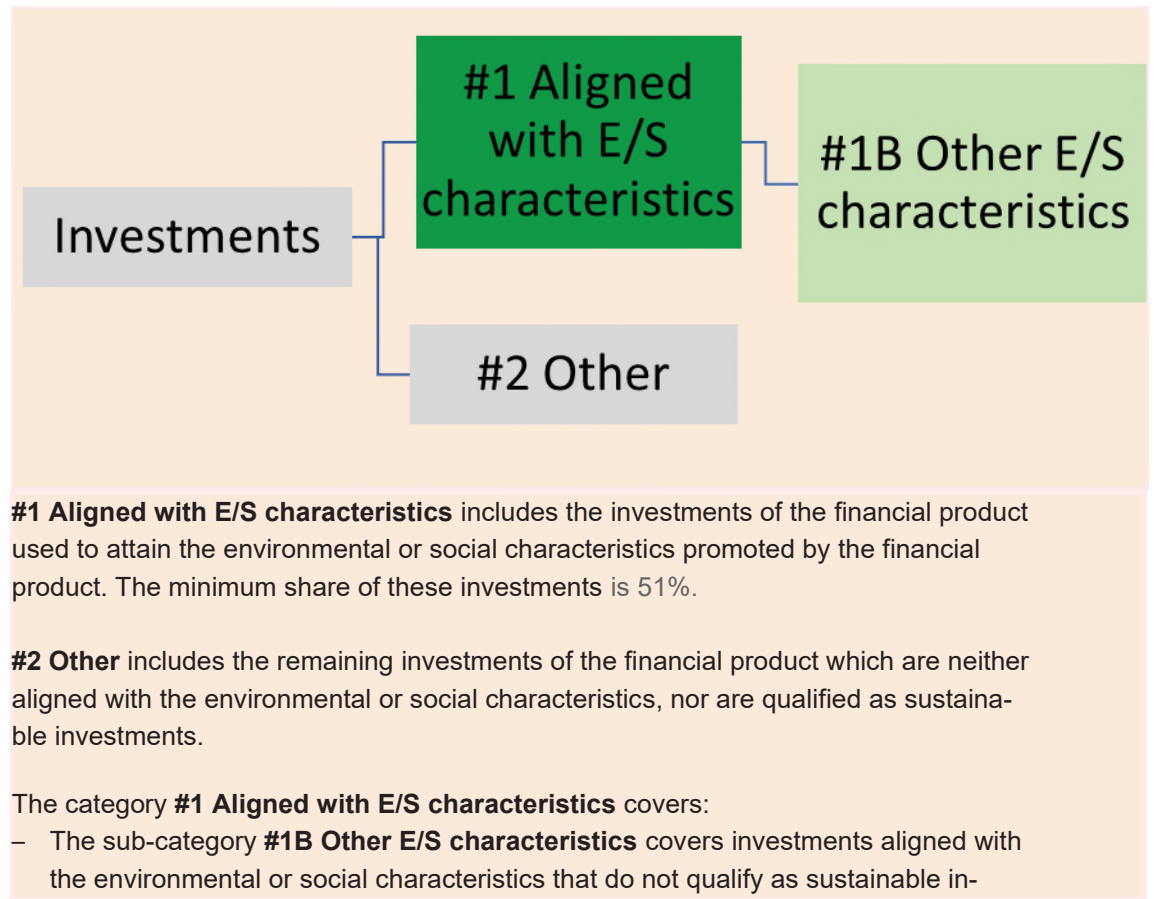 #1 Aligned
with E/S
characteristics
#1B Other E/S
characteristics
Investments
#2 Other
#1 Aligned with E/S characteristics includes the investments of the financial product
used to attain the environmental or social characteristics promoted by the financial
product. The minimum share of these investments is 51%.
#2 Other includes the remaining investments of the financial product which are neither
aligned with the environmental or social characteristics, nor are qualified as sustaina-
ble investments.
The category #1 Aligned with E/S characteristics covers:
– The sub-category #1B Other E/S characteristics covers investments aligned with
the environmental or social characteristics that do not qualify as sustainable in-